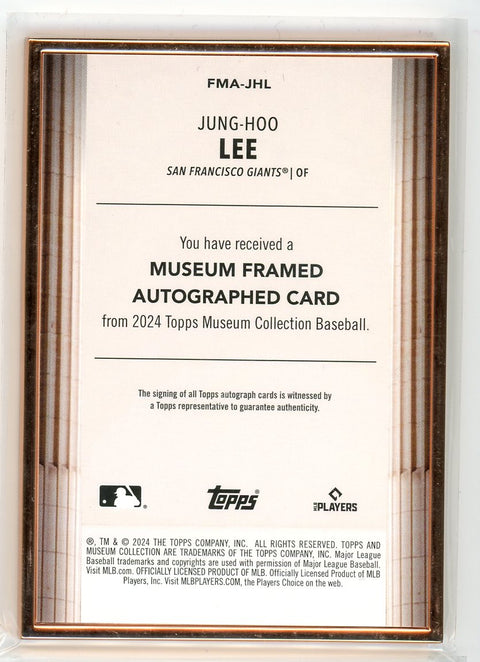 FMA-JHL
JUNG-HOO
LEE
SAN FRANCISCO GIANTS® | OF
You have received a
MUSEUM FRAMED
AUTOGRAPHED CARD
from 2024 Topps Museum Collection Baseball.
The signing of all Topps autograph cards is witnessed by
a Topps representative to guarantee authenticity.
Topps
MLB PLAYERS
®, TM & © 2024 THE TOPPS COMPANY, INC. ALL RIGHTS RESERVED. TOPPS AND
MUSEUM COLLECTION ARE TRADEMARKS OF THE TOPPS COMPANY, INC. Major League
Baseball trademarks and copyrights are used with permission of Major League Baseball.
Visit MLB.com. OFFICIALLY LICENSED PRODUCT OF MLB. Officially Licensed Product of MLB
Players, Inc. Visit MLBPLAYERS.COM, the Players Choice on the web.